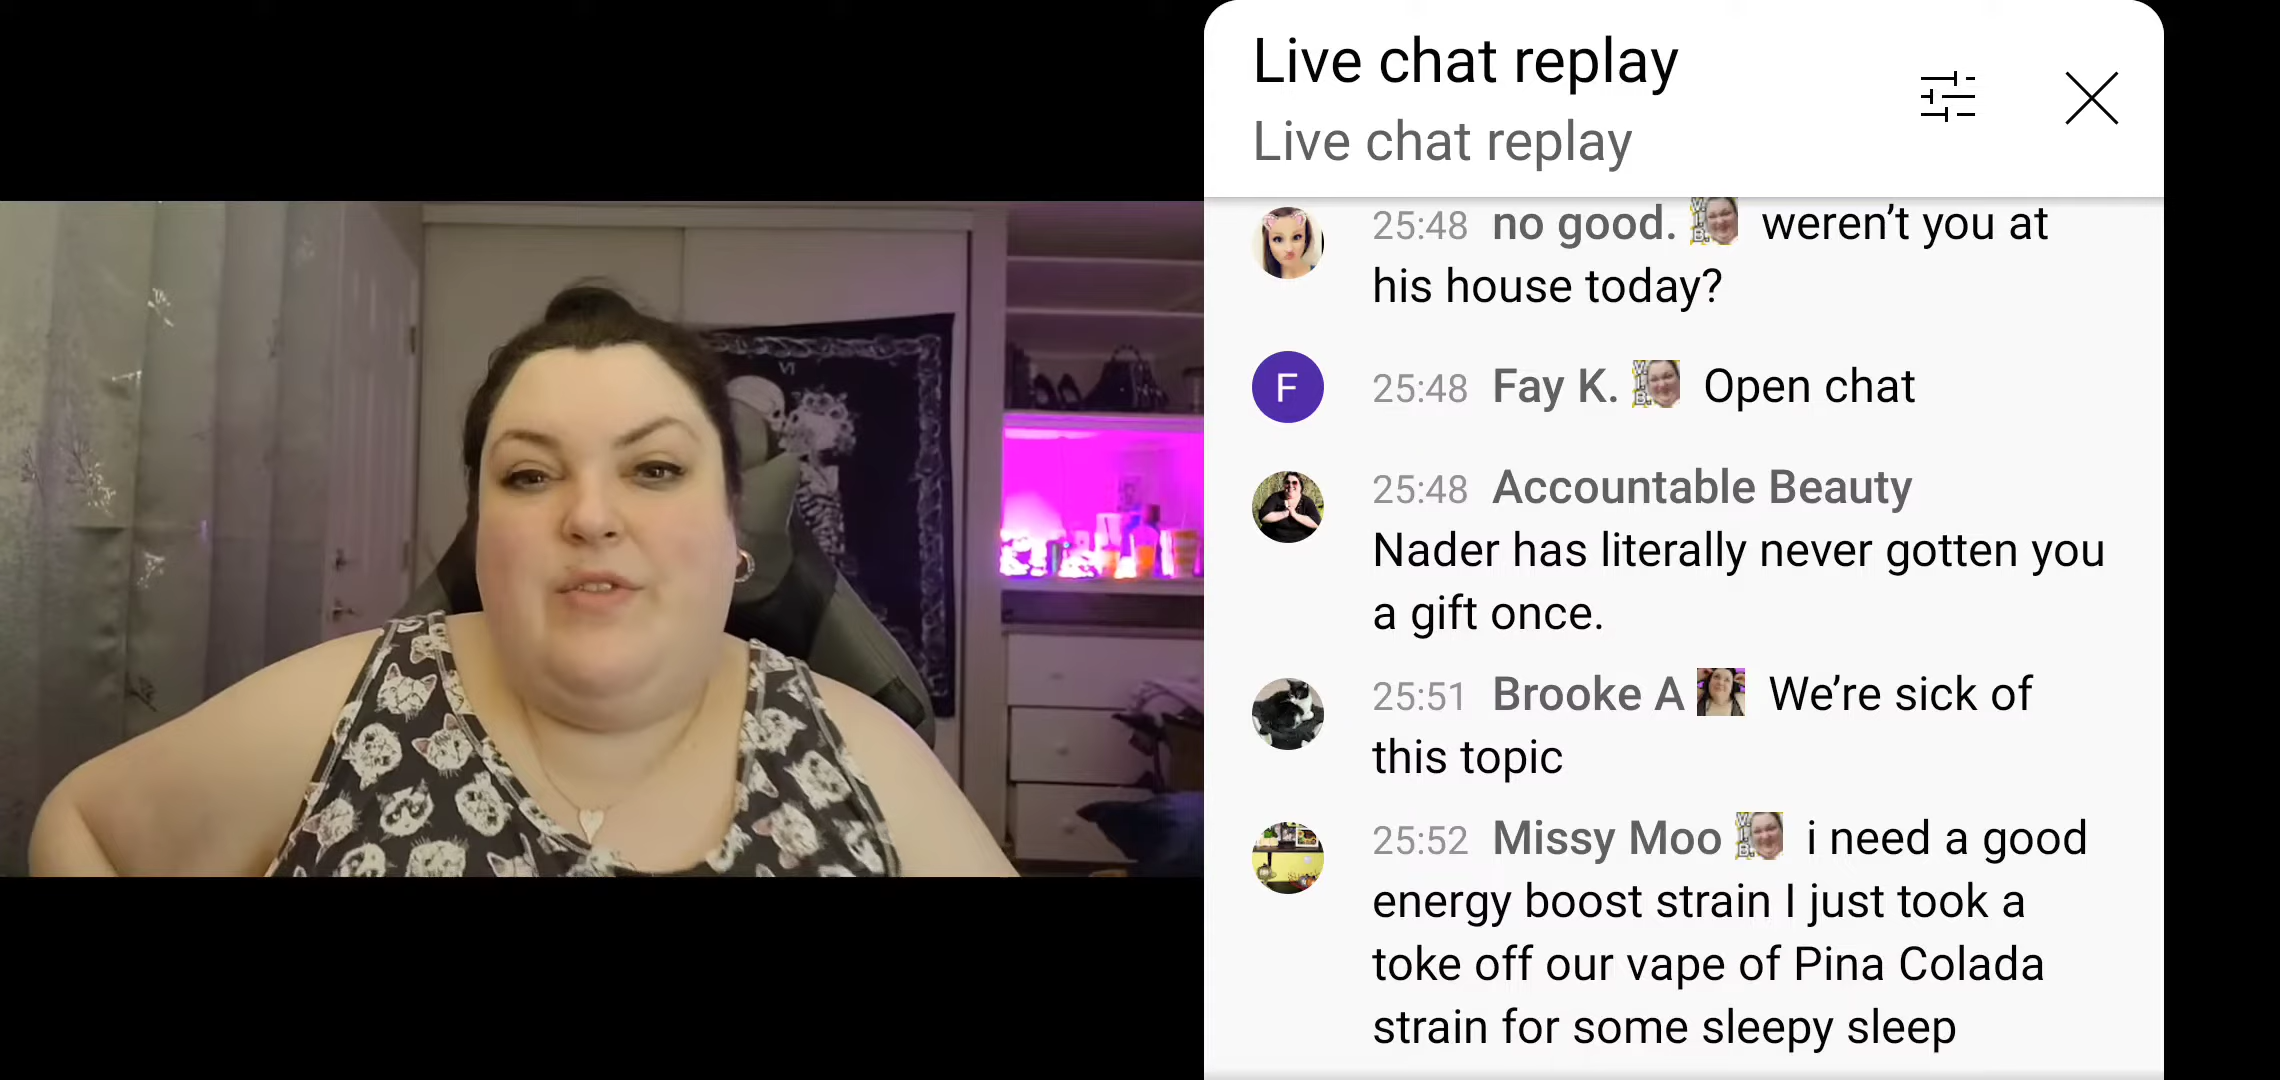 Live chat replay
Live chat replay
25:48 no good. weren’t you at
his house today?
F 25:48 Fay K. Open chat
25:48 Accountable Beauty
Nader has literally never gotten you
a gift once.
25:51 Brooke A We’re sick of
this topic
25:52 Missy Moo i need a good
energy boost strain I just took a
toke off our vape of Pina Colada
strain for some sleepy sleep
VI